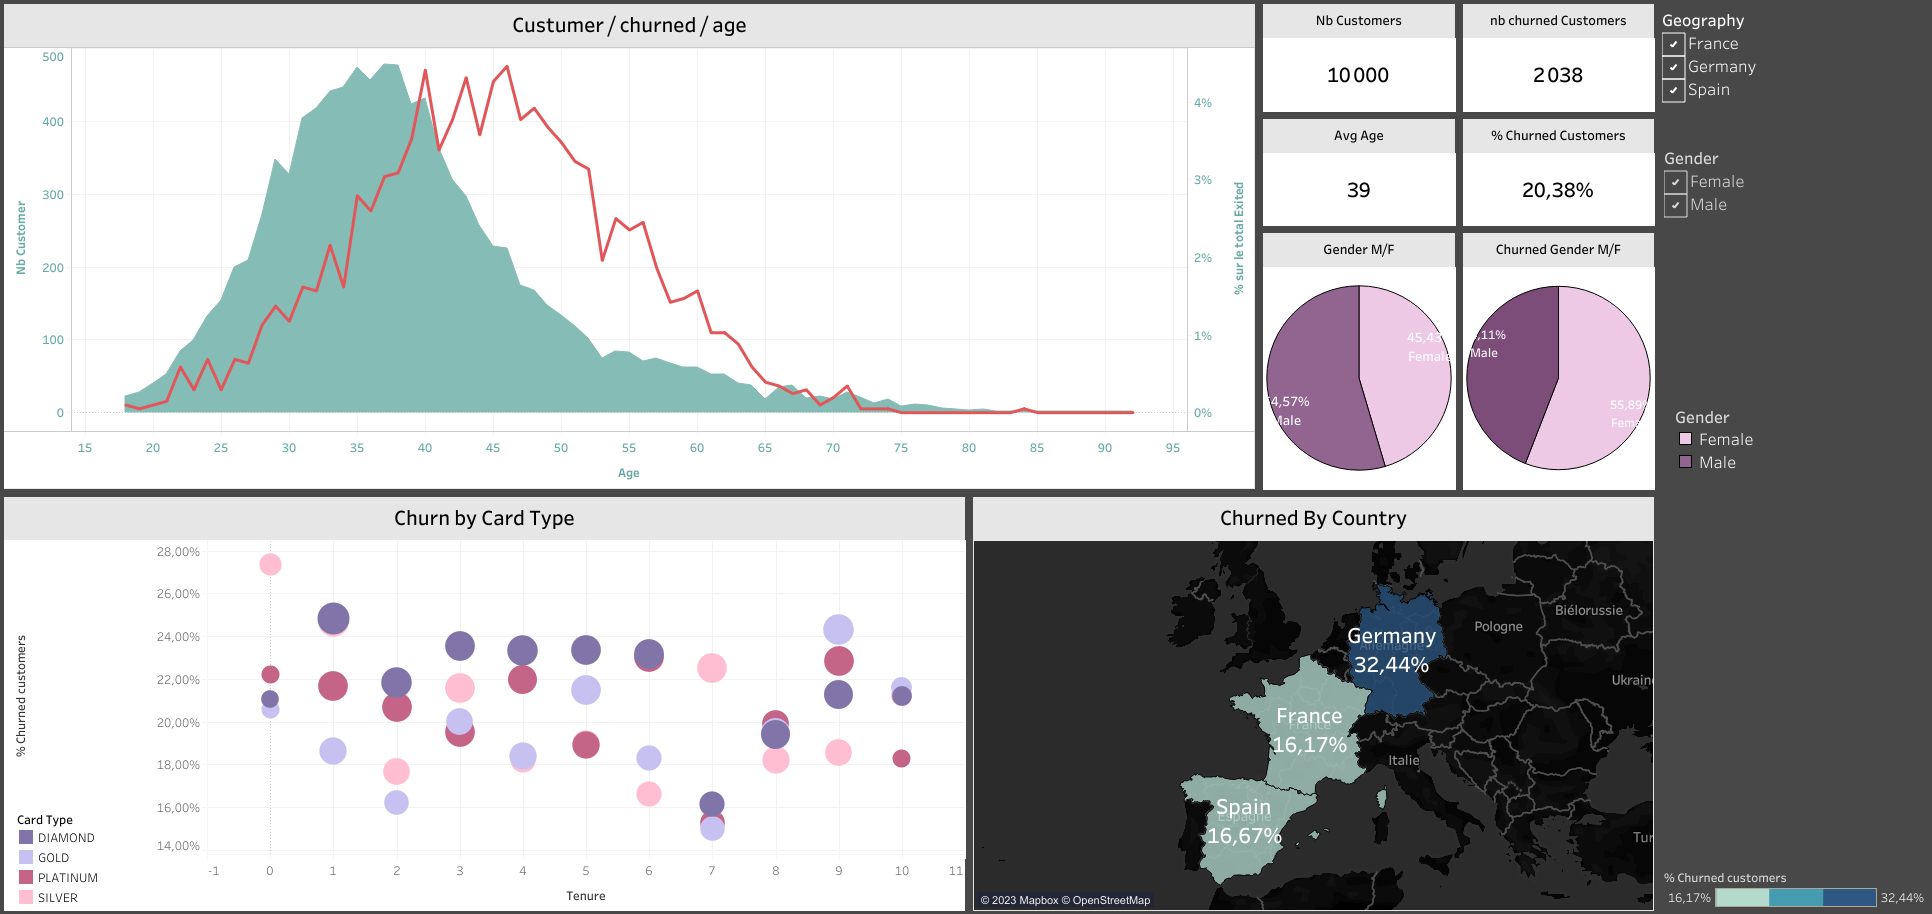 Custumer / churned / age
500
400
300
200
100
0
Nb Customer
4%
3%
2%
1%
0%
% sur le total Exited
15 20 25 30 35 40 45 50 55 60 65 70 75 80 85 90 95
Age
Nb Customers
10 000
nb churned Customers
2 038
Avg Age
39
% Churned Customers
20,38%
Gender M/F
45,43
Female
4,57%
Male
Churned Gender M/F
,11%
Male
55,89%
Fema
Geography
France
Germany
Spain
Gender
Female
Male
Gender
Female
Male
Churn by Card Type
28,00%
26,00%
24,00%
22,00%
20,00%
18,00%
16,00%
14,00%
% Churned customers
-1 0 1 2 3 4 5 6 7 8 9 10 11
Tenure
Card Type
DIAMOND
GOLD
PLATINUM
SILVER
Churned By Country
Biélorussie
Pologne
Germany
Allemagne
32,44%
Ukrain
France
France
16,17%
Italie
Spain
Espagne
16,67%
Tur
© 2023 Mapbox © OpenStreetMap
% Churned customers
16,17% 32,44%